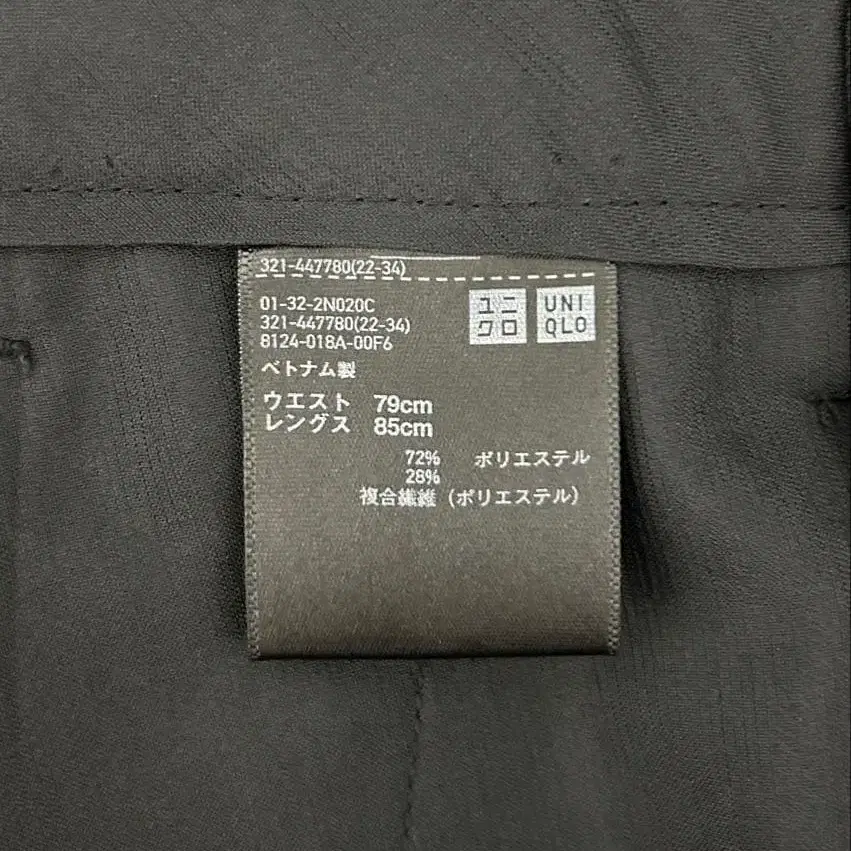 321-447780(22-34)
01-32-2N020C
321-447780(22-34)
8124-018A-00F6
ユニ
クロ
UNI
QLO
ベトナム製
ウエスト 79cm
レングス 85cm
72% ポリエステル
28%
複合繊維(ポリエステル)